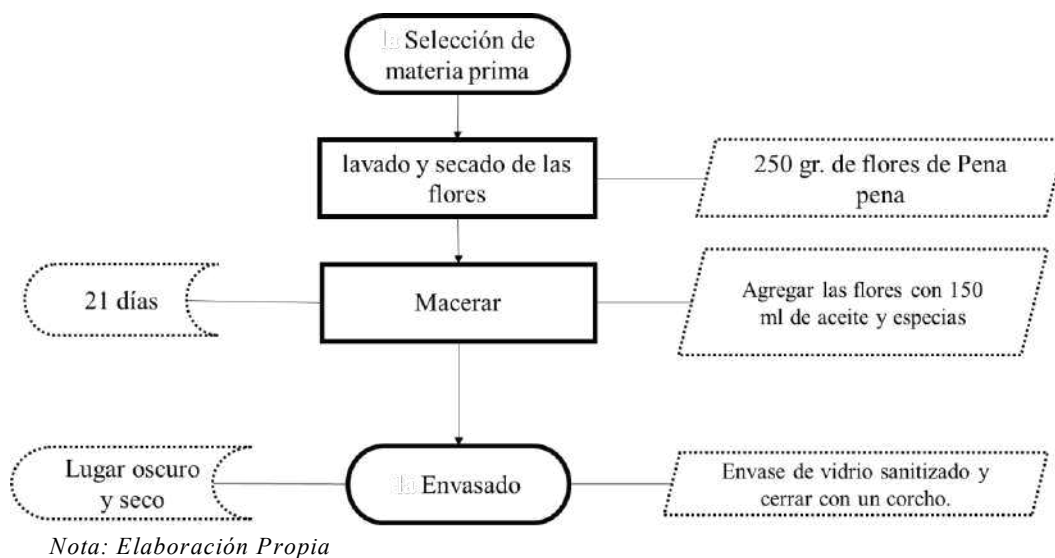 la Selección de
materia prima
lavado y secado de las
flores
250 gr. de flores de Pena
pena
21 días
Macerar
Agregar las flores con 150
ml de aceite y especias
Lugar oscuro
y seco
la Envasado
Envase de vidrio sanitizado y
cerrar con un corcho.
Nota: Elaboración Propia